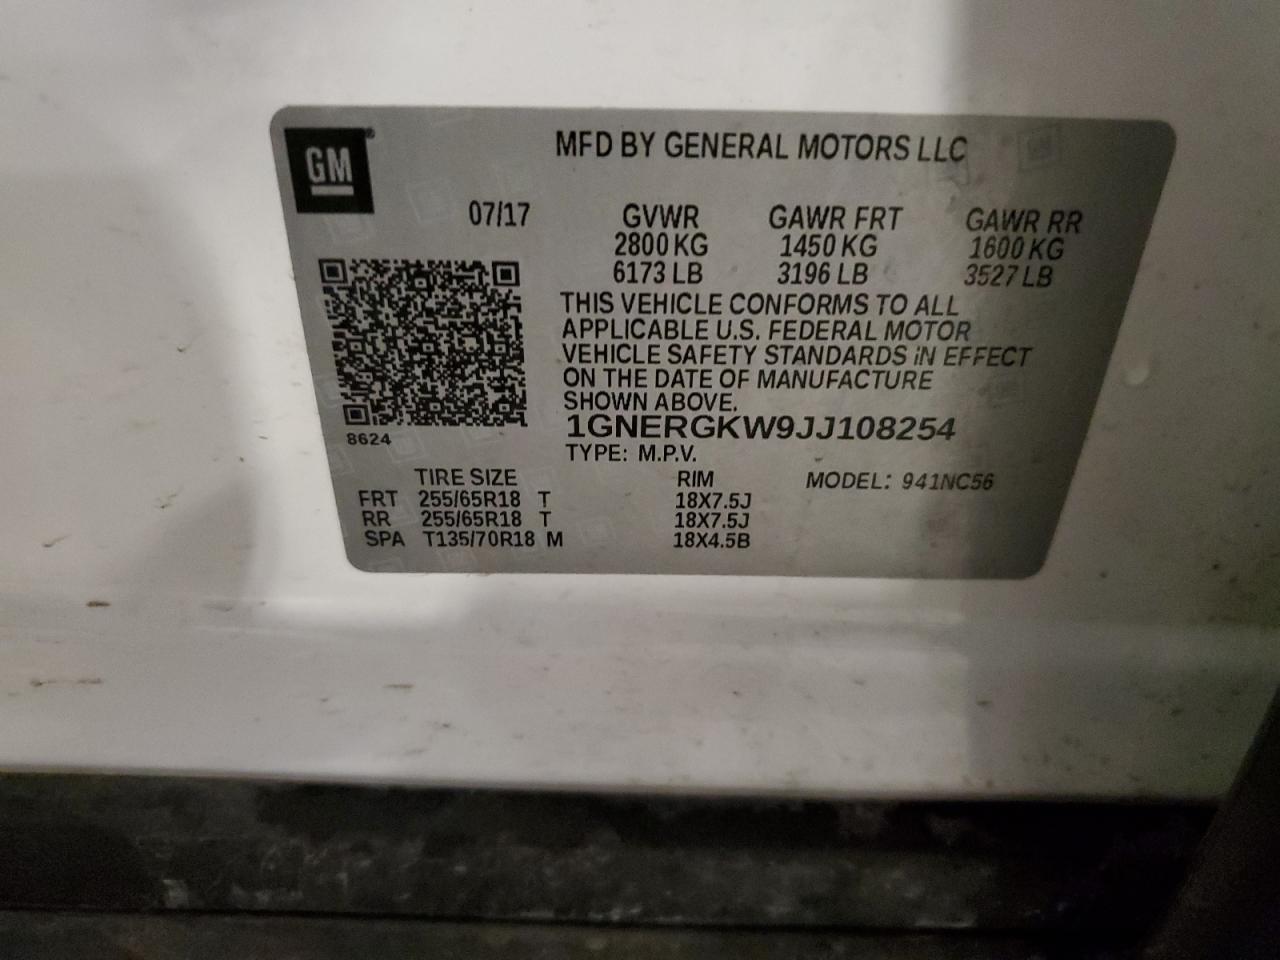 GM
MFD BY GENERAL MOTORS LLC
07/17 GVWR GAWR FRT GAWR RR
2800 KG 1450 KG 1600 KG
6173 LB 3196 LB 3527 LB
THIS VEHICLE CONFORMS TO ALL
APPLICABLE U.S. FEDERAL MOTOR
VEHICLE SAFETY STANDARDS IN EFFECT
ON THE DATE OF MANUFACTURE
SHOWN ABOVE.
1GNERGKW9JJ108254
8624
TYPE: M.P.V.
TIRE SIZE RIM MODEL: 941NC56
FRT 255/65R18 T 18X7.5J
RR 255/65R18 T 18X7.5J
SPA T135/70R18 M 18X4.5B